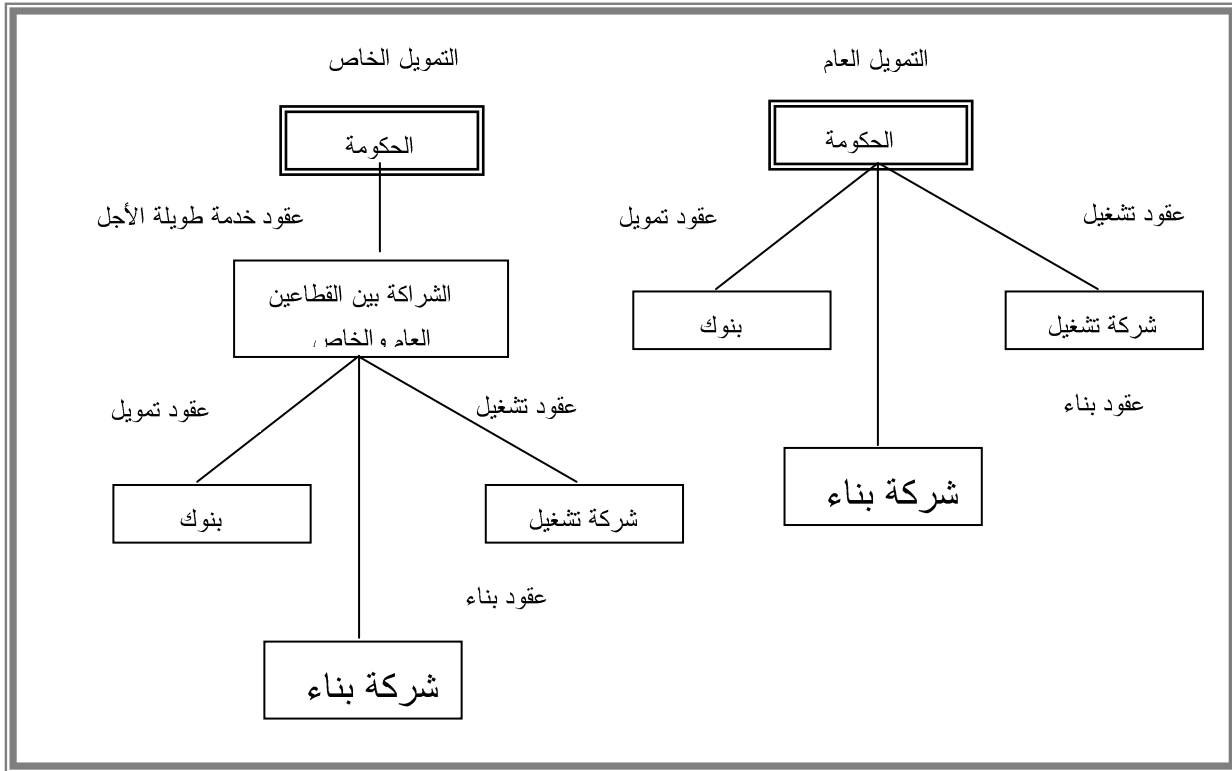 التمويل العام
الحكومة
عقود تشغيل
عقود تمويل
شركة تشغيل
بنوك
عقود بناء
شركة بناء
التمويل الخاص
الحكومة
عقود خدمة طويلة الأجل
الشراكة بين القطاعين
العام والخاص
عقود تشغيل
عقود تمويل
شركة تشغيل
بنوك
عقود بناء
شركة بناء